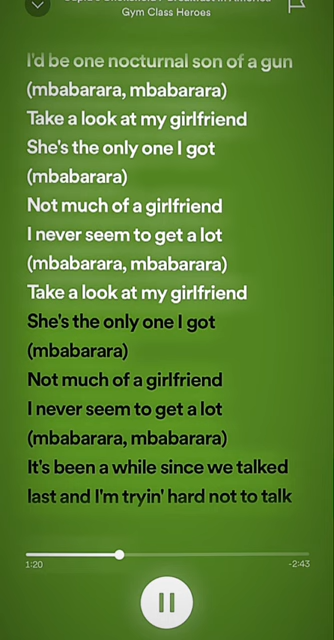 Gym Class Heroes
I'd be one nocturnal son of a gun
(mbabarara, mbabarara)
Take a look at my girlfriend
She's the only one I got
(mbabarara)
Not much of a girlfriend
I never seem to get a lot
(mbabarara, mbabarara)
Take a look at my girlfriend
She's the only one I got
(mbabarara)
Not much of a girlfriend
I never seem to get a lot
(mbabarara, mbabarara)
It's been a while since we talked
last and I'm tryin' hard not to talk
1:20
-2:43